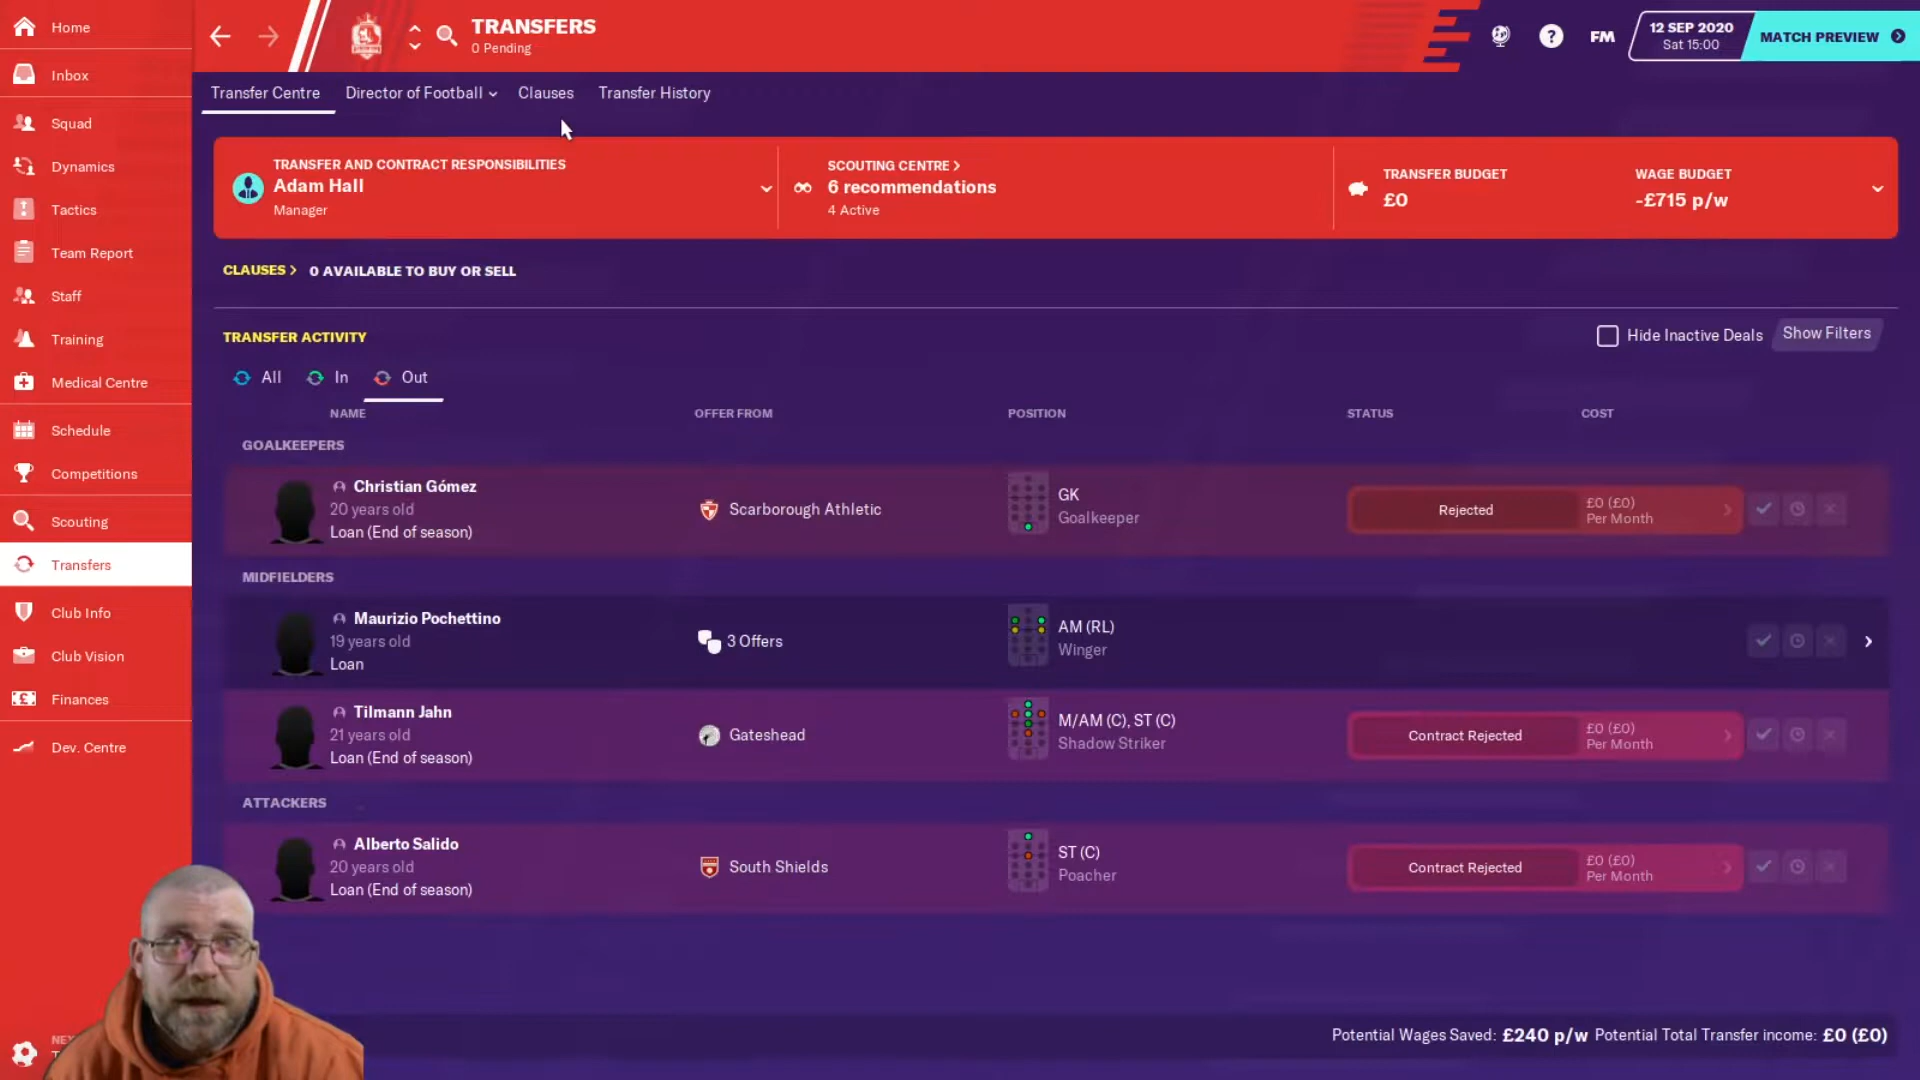 Home
Inbox
Squad
Dynamics
Tactics
Team Report
Staff
Training
Medical Centre
Schedule
Competitions
Scouting
Transfers
Club Info
Club Vision
Finances
Dev. Centre
TRANSFERS
0 Pending
?
FM
12 SEP 2020
Sat 15:00
MATCH PREVIEW
Transfer Centre
Director of Football
Clauses
Transfer History
TRANSFER AND CONTRACT RESPONSIBILITIES
Adam Hall
Manager
SCOUTING CENTRE >
6 recommendations
4 Active
TRANSFER BUDGET
£0
WAGE BUDGET
-£715 p/w
CLAUSES > 0 AVAILABLE TO BUY OR SELL
TRANSFER ACTIVITY
Hide Inactive Deals
Show Filters
All
In
Out
NAME
OFFER FROM
POSITION
STATUS
COST
GOALKEEPERS
Christian Gómez
20 years old
Loan (End of season)
Scarborough Athletic
GK
Goalkeeper
Rejected
£0 (£0)
Per Month
MIDFIELDERS
Maurizio Pochettino
19 years old
Loan
3 Offers
AM (RL)
Winger
Tilmann Jahn
21 years old
Loan (End of season)
Gateshead
M/AM (C), ST (C)
Shadow Striker
Contract Rejected
£0 (£0)
Per Month
ATTACKERS
Alberto Salido
20 years old
Loan (End of season)
South Shields
ST (C)
Poacher
Contract Rejected
£0 (£0)
Per Month
Potential Wages Saved: £240 p/w Potential Total Transfer income: £0 (£0)